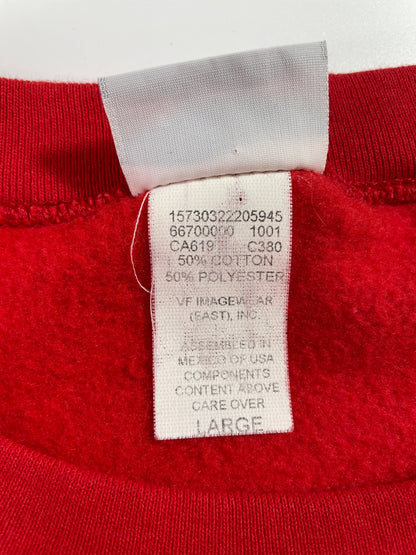 15730322205945
66700000 1001
CA619 C380
50% COTTON
50% POLYESTER
VF IMAGEWEAR
(EAST), INC.
ASSEMBLED IN
MEXICO OF USA
COMPONENTS
CONTENT ABOVE
CARE OVER
LARGE